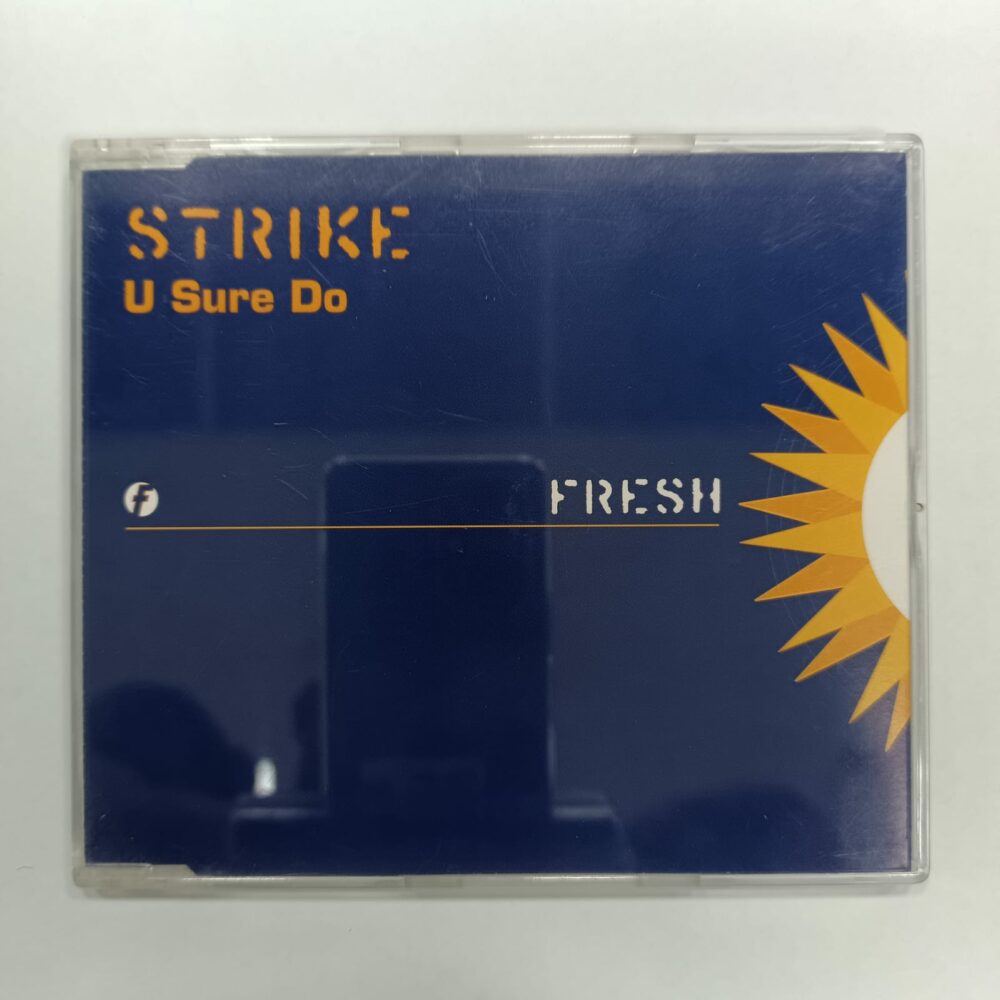 STRIKE
U Sure Do
f
FRESH